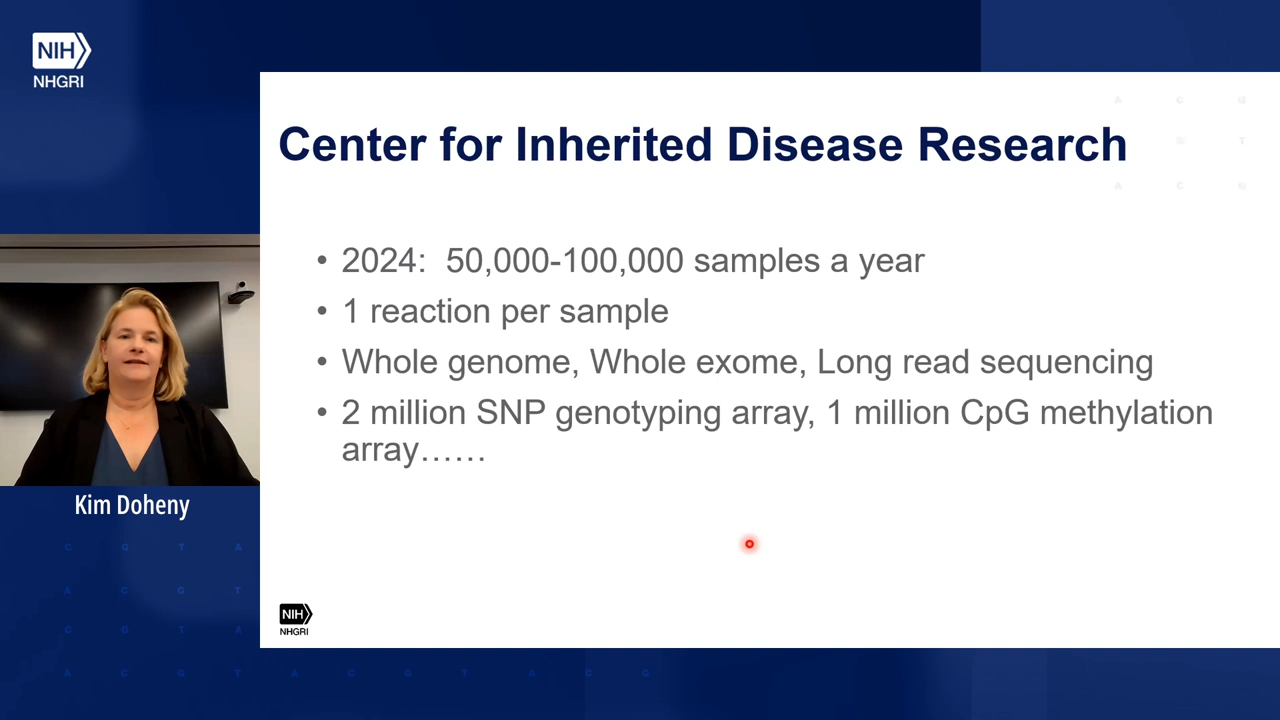 NIH
NHGRI
A C G
G T
A C G
Center for Inherited Disease Research
• 2024: 50,000-100,000 samples a year
• 1 reaction per sample
• Whole genome, Whole exome, Long read sequencing
• 2 million SNP genotyping array, 1 million CpG methylation
array……
Kim Doheny
C G T A
A C G T
C G T A
A C G T A C G T A C G
NIH
NHGRI